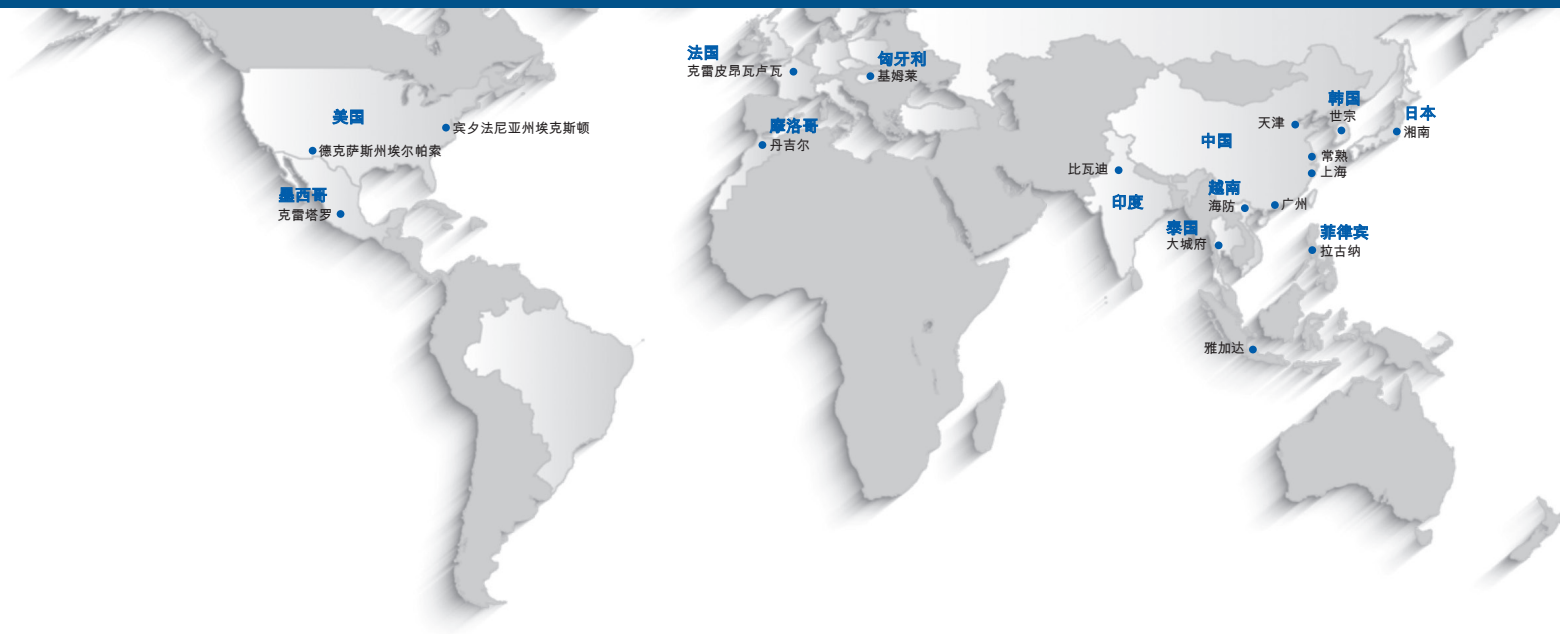 法国
克雷皮昂瓦卢瓦
匈牙利
基姆莱
美国
宾夕法尼亚州埃克斯顿
德克萨斯州埃尔帕索
墨西哥
克雷塔罗
摩洛哥
丹吉尔
韩国
世宗
日本
湘南
天津
中国
常熟
上海
比瓦迪
印度
越南
海防
广州
泰国
大城府
菲律宾
拉古纳
雅加达